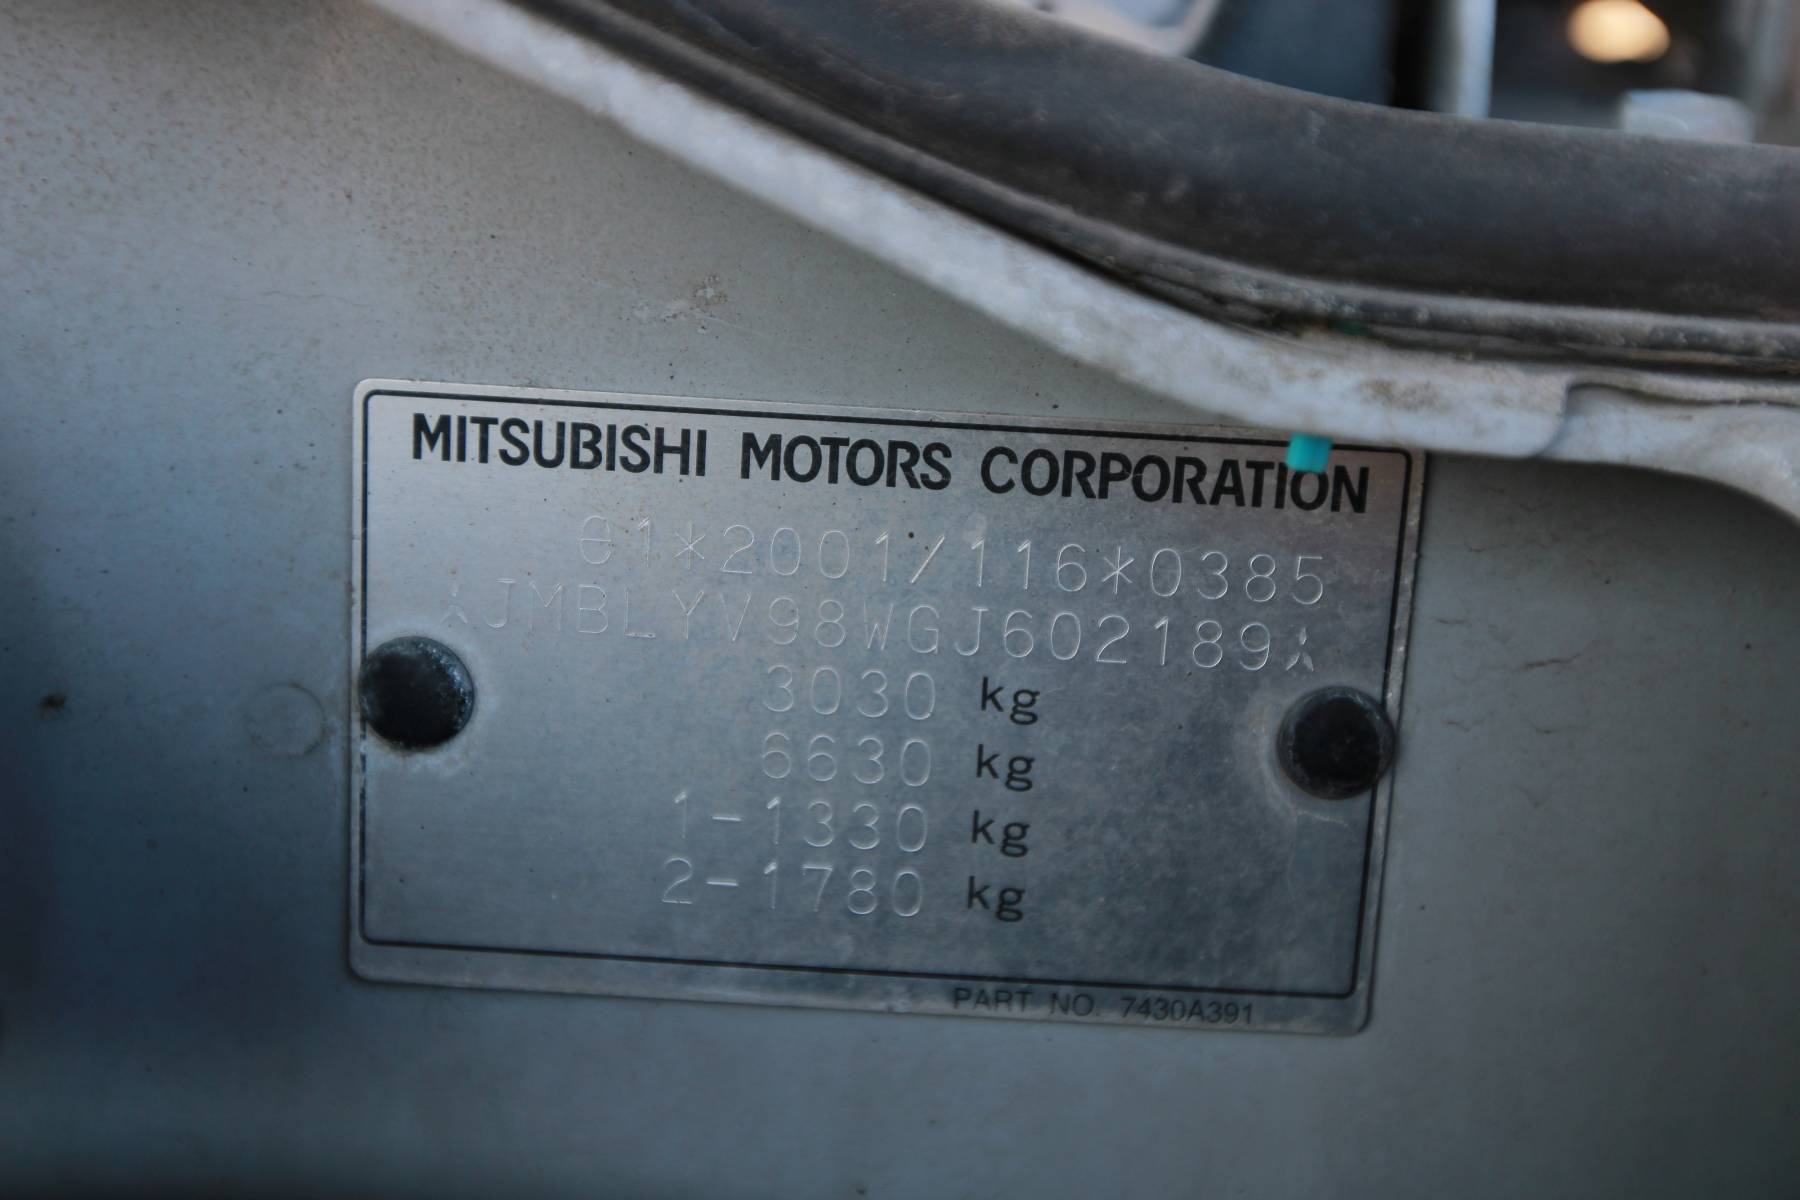 MITSUBISHI MOTORS CORPORATION
e1*2001/116*0385
JMBLYV98WGJ602189
3030 kg
6630 kg
1-1330 kg
2-1780 kg
PART NO. 7430A391